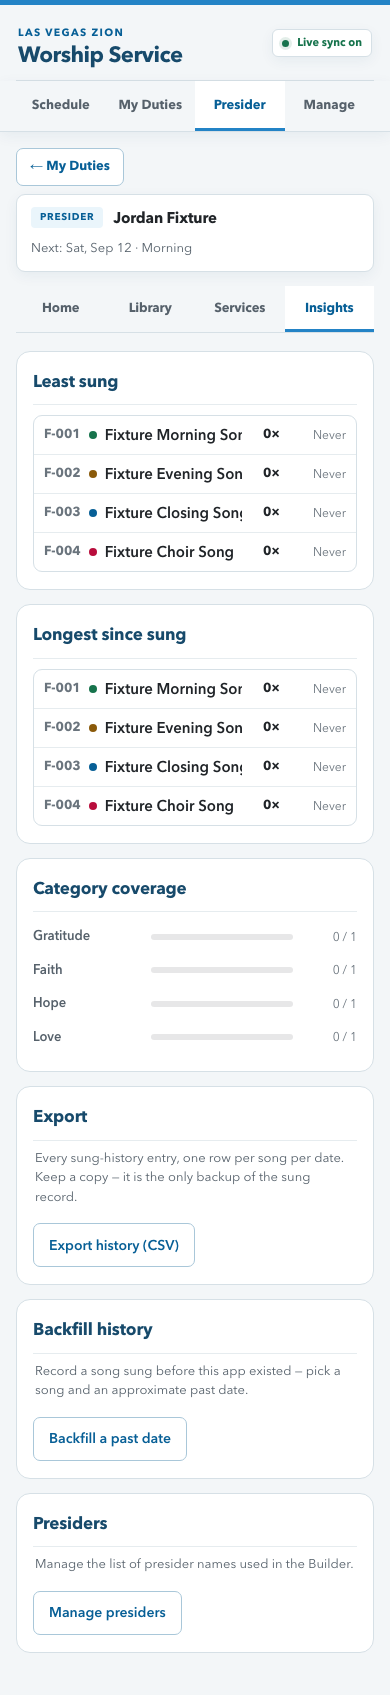 LAS VEGAS ZION
Worship Service
Live sync on
Schedule My Duties Presider Manage
← My Duties
PRESIDER Jordan Fixture
Next: Sat, Sep 12 · Morning
Home Library Services Insights
Least sung
F-001 Fixture Morning Sor 0× Never
F-002 Fixture Evening Son 0× Never
F-003 Fixture Closing Song 0× Never
F-004 Fixture Choir Song 0× Never
Longest since sung
F-001 Fixture Morning Sor 0× Never
F-002 Fixture Evening Son 0× Never
F-003 Fixture Closing Song 0× Never
F-004 Fixture Choir Song 0× Never
Category coverage
Gratitude 0 / 1
Faith 0 / 1
Hope 0 / 1
Love 0 / 1
Export
Every sung-history entry, one row per song per date.
Keep a copy — it is the only backup of the sung
record.
Export history (CSV)
Backfill history
Record a song sung before this app existed — pick a
song and an approximate past date.
Backfill a past date
Presiders
Manage the list of presider names used in the Builder.
Manage presiders